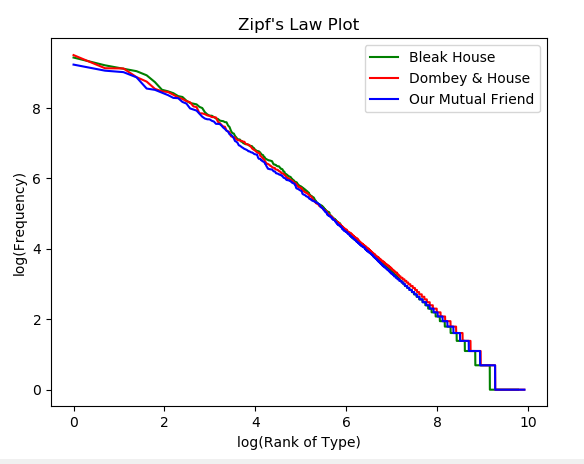 Zipf's Law Plot
Bleak House
Dombey & House
Our Mutual Friend
log(Frequency)
8
6
4
2
0
0 2 4 6 8 10
log(Rank of Type)